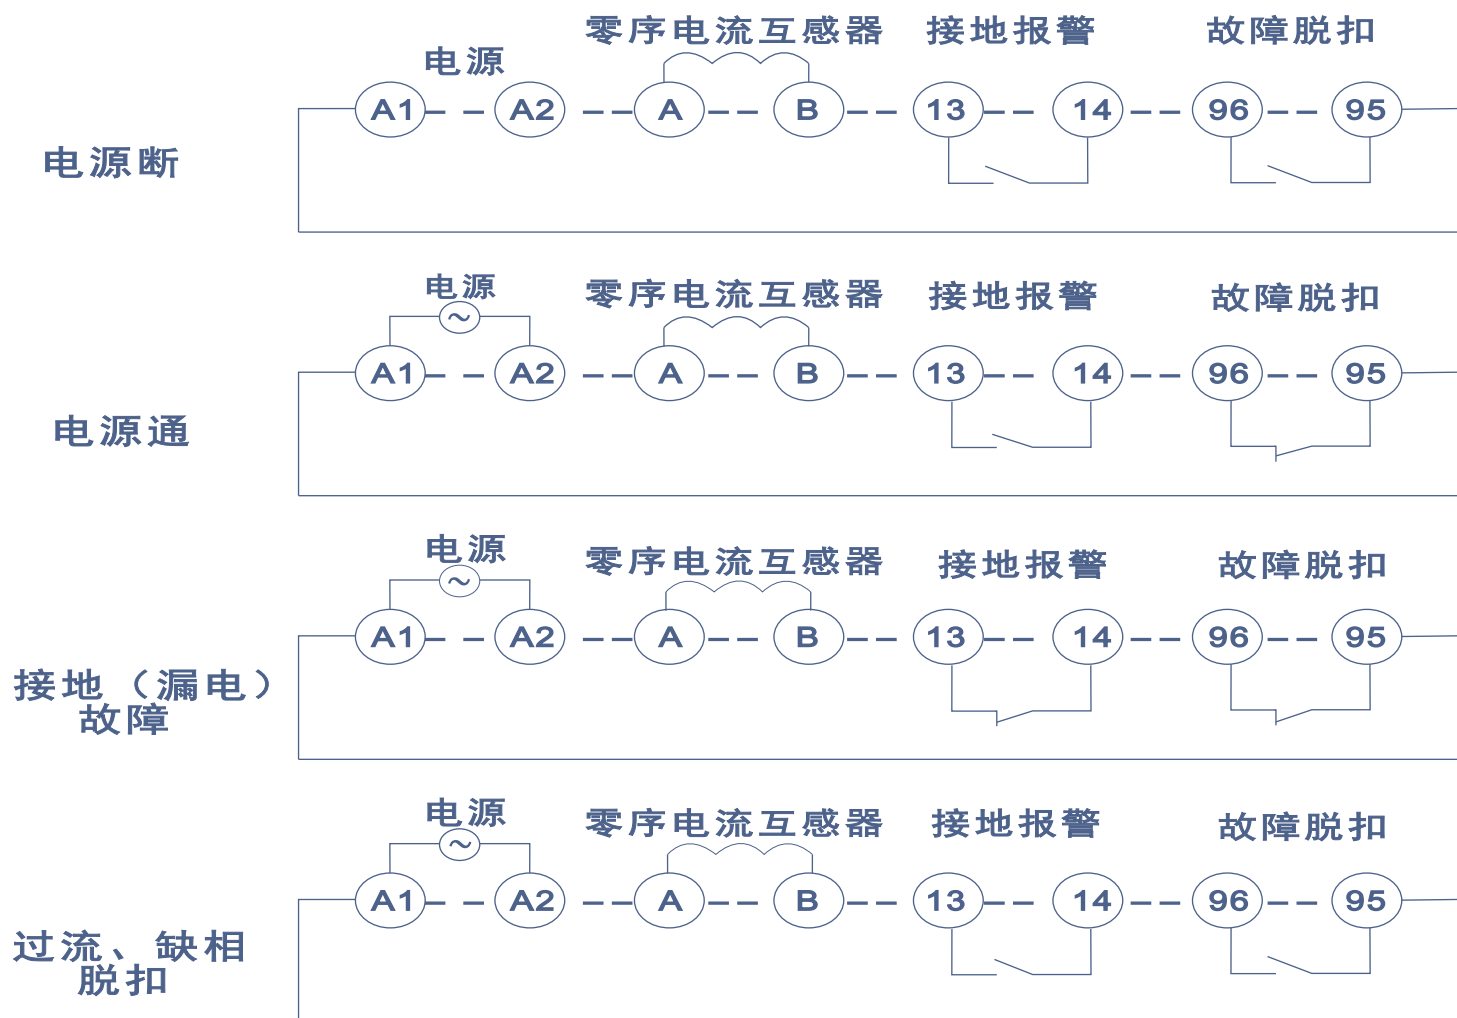 零序电流互感器 接地报警 故障脱扣
电源
A1 A2 A B 13 14 96 95
电源断
电源 零序电流互感器 接地报警 故障脱扣
A1 A2 A B 13 14 96 95
电源通
电源 零序电流互感器 接地报警 故障脱扣
A1 A2 A B 13 14 96 95
接地（漏电）
故障
电源 零序电流互感器 接地报警 故障脱扣
A1 A2 A B 13 14 96 95
过流、缺相
脱扣